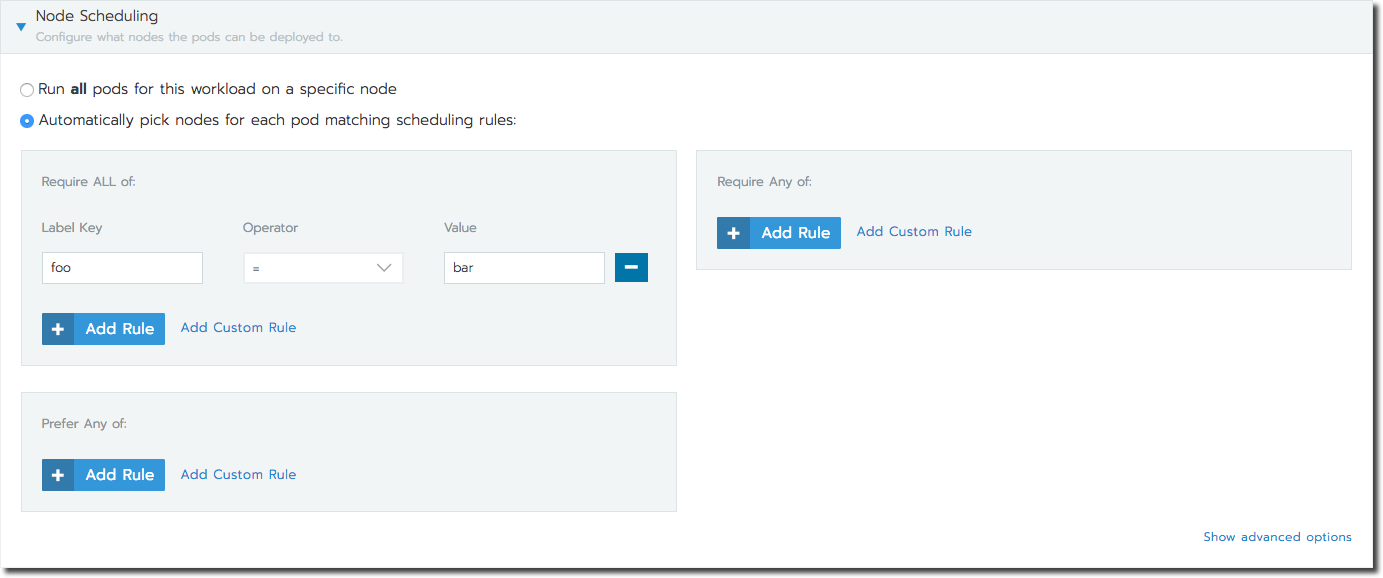 Node Scheduling
Configure what nodes the pods can be deployed to.
Run all pods for this workload on a specific node
Automatically pick nodes for each pod matching scheduling rules:
Require ALL of:
Label Key Operator Value
foo = bar
+ Add Rule Add Custom Rule
Require Any of:
+ Add Rule Add Custom Rule
Prefer Any of:
+ Add Rule Add Custom Rule
Show advanced options